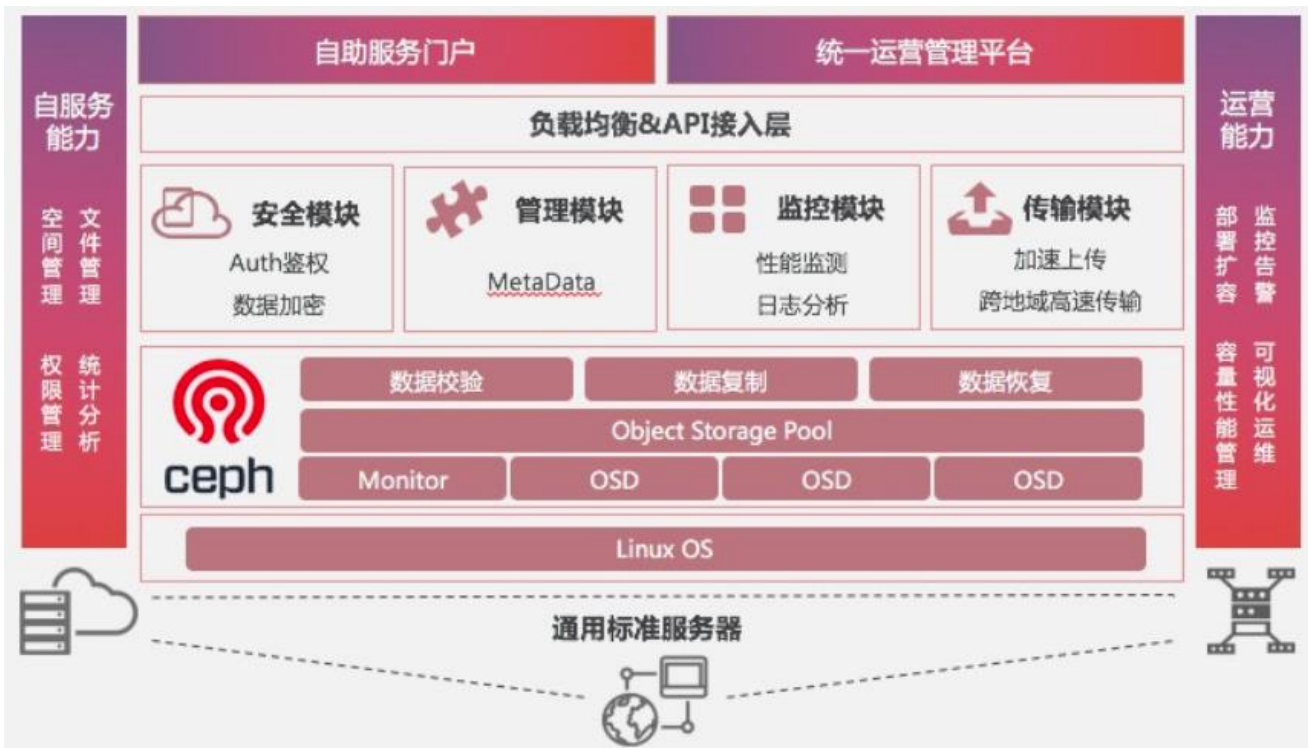 自助服务门户
统一运营管理平台
自服务
能力
空间管理
文件管理
权限管理
统计分析
负载均衡&API接入层
安全模块
Auth鉴权
数据加密
管理模块
MetaData
监控模块
性能监测
日志分析
传输模块
加速上传
跨地域高速传输
ceph
数据校验
数据复制
数据恢复
Object Storage Pool
Monitor
OSD
OSD
OSD
Linux OS
运营
能力
部署扩容
监控告警
容量性能管理
可视化运维
通用标准服务器